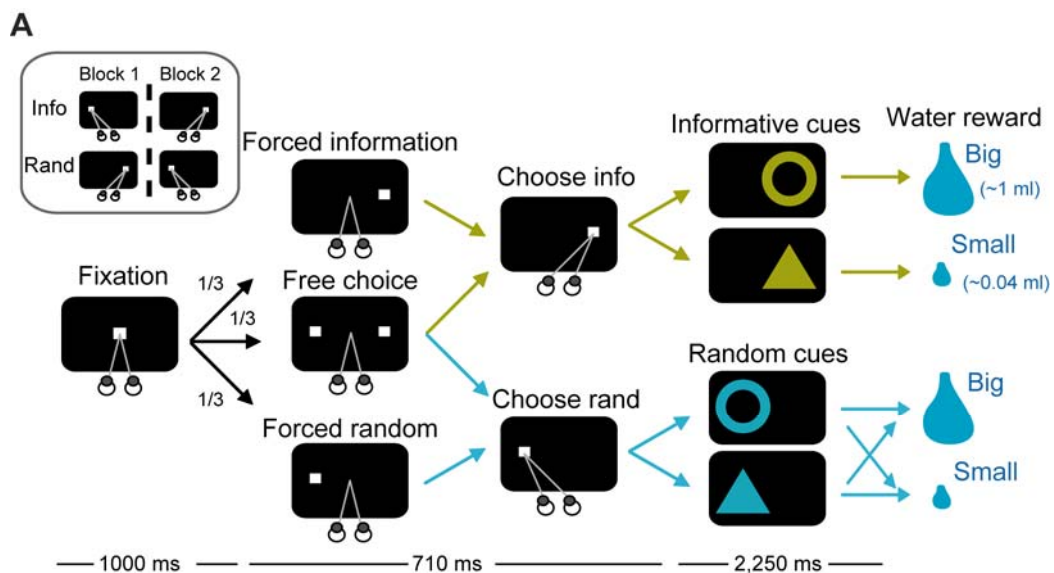 A
Block 1 Block 2
Info
Rand
Forced information
Fixation
1/3
1/3
1/3
Free choice
Forced random
Choose info
Choose rand
Informative cues
Water reward
Big
(~1 ml)
Small
(~0.04 ml)
Random cues
Big
Small
1000 ms
710 ms
2,250 ms